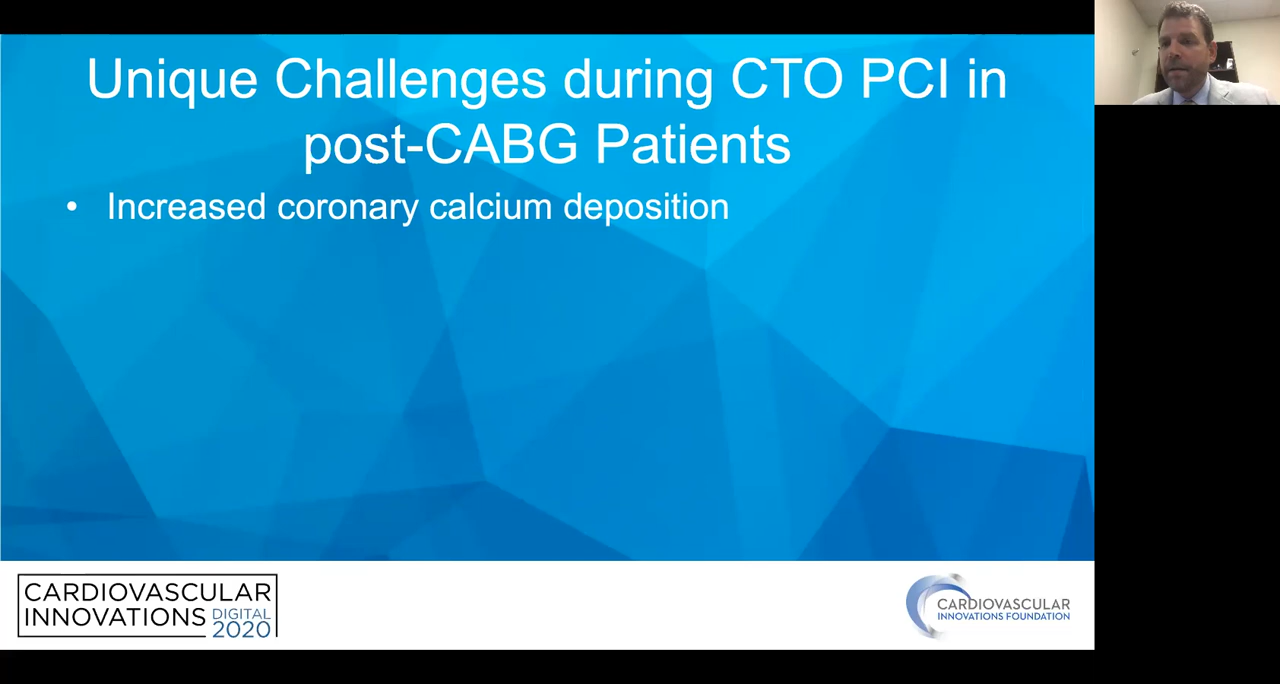 Unique Challenges during CTO PCI in
post-CABG Patients
• Increased coronary calcium deposition
CARDIOVASCULAR
INNOVATIONS DIGITAL
2020
CARDIOVASCULAR
INNOVATIONS FOUNDATION